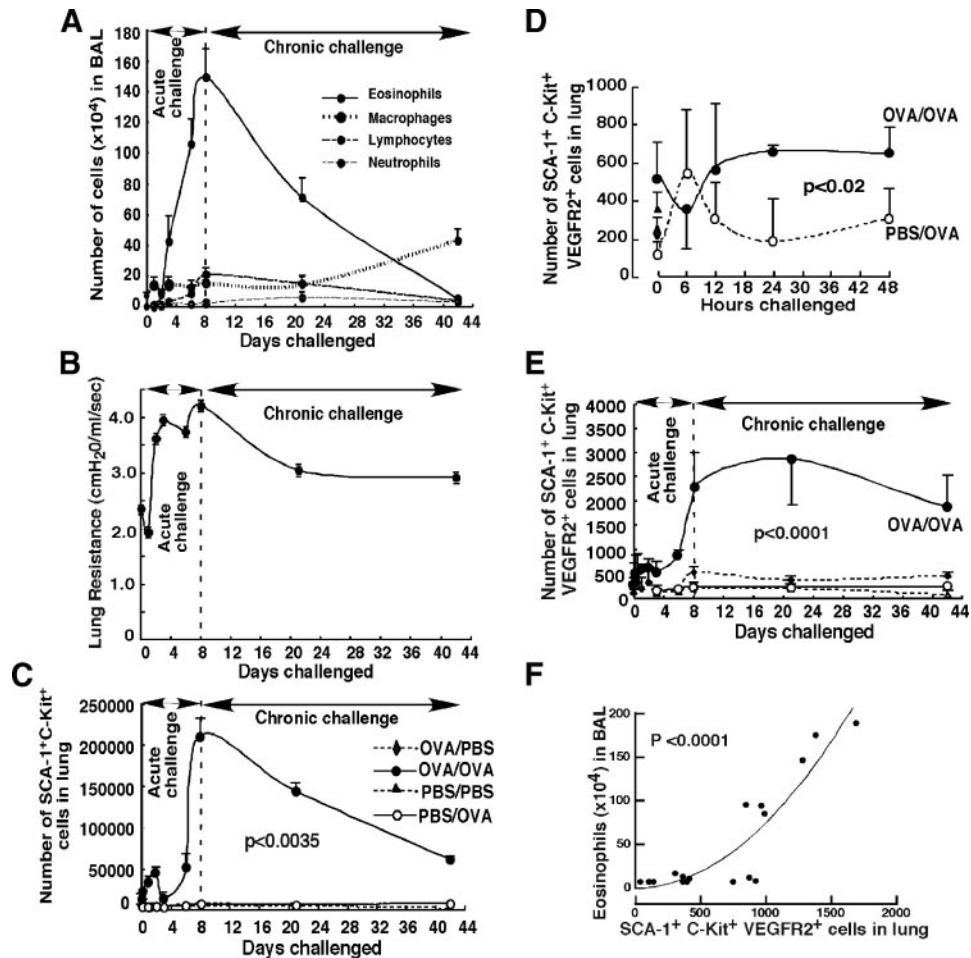 A
Number of cells (x10⁴) in BAL
180
160
140
120
100
80
60
40
20
0
Acute challenge
Chronic challenge
Eosinophils
Macrophages
Lymphocytes
Neutrophils
0 4 8 12 16 20 24 28 32 36 40 44
Days challenged
B
Lung Resistance (cmH₂0/ml/sec)
4.0
3.0
2.0
1.0
0
Acute challenge
Chronic challenge
0 4 8 12 16 20 24 28 32 36 40 44
Days challenged
C
Number of SCA-1⁺C-Kit⁺
cells in lung
250000
200000
150000
100000
50000
0
Acute challenge
Chronic challenge
OVA/PBS
OVA/OVA
PBS/PBS
PBS/OVA
p<0.0035
0 4 8 12 16 20 24 28 32 36 40 44
Days challenged
D
Number of SCA-1⁺ C-Kit⁺
VEGFR2⁺ cells in lung
1000
800
600
400
200
0
OVA/OVA
p<0.02
PBS/OVA
0 6 12 18 24 30 36 42 48
Hours challenged
E
Number of SCA-1⁺ C-Kit⁺
VEGFR2⁺ cells in lung
4000
3500
3000
2500
2000
1500
1000
500
0
Acute challenge
Chronic challenge
p<0.0001
OVA/OVA
0 4 8 12 16 20 24 28 32 36 40 44
Days challenged
F
Eosinophils (x10⁴) in BAL
200
150
100
50
0
P <0.0001
0 500 1000 1500 2000
SCA-1⁺ C-Kit⁺ VEGFR2⁺ cells in lung